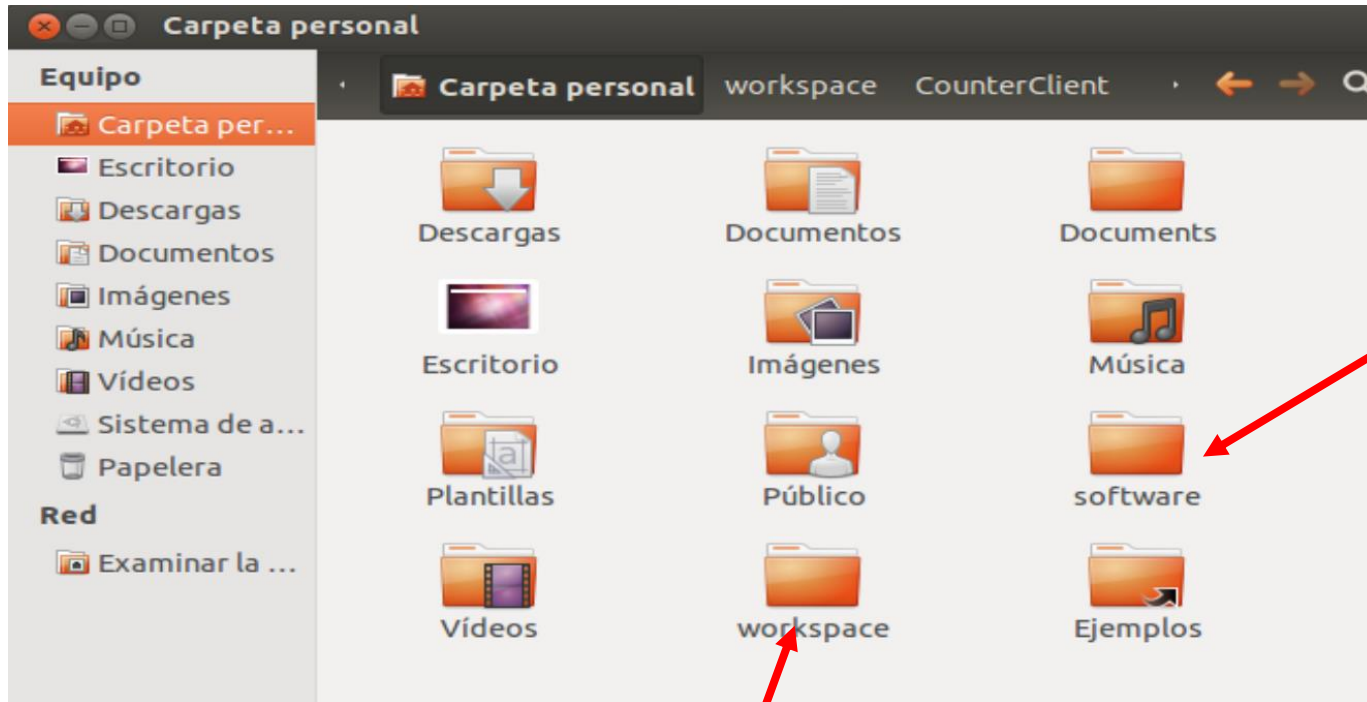 Carpeta personal
Equipo
Carpeta per...
Escritorio
Descargas
Documentos
Imágenes
Música
Vídeos
Sistema de a...
Papelera
Red
Examinar la ...
Carpeta personal workspace CounterClient
Descargas Documentos Documents
Escritorio Imágenes Música
Plantillas Público software
Vídeos workspace Ejemplos